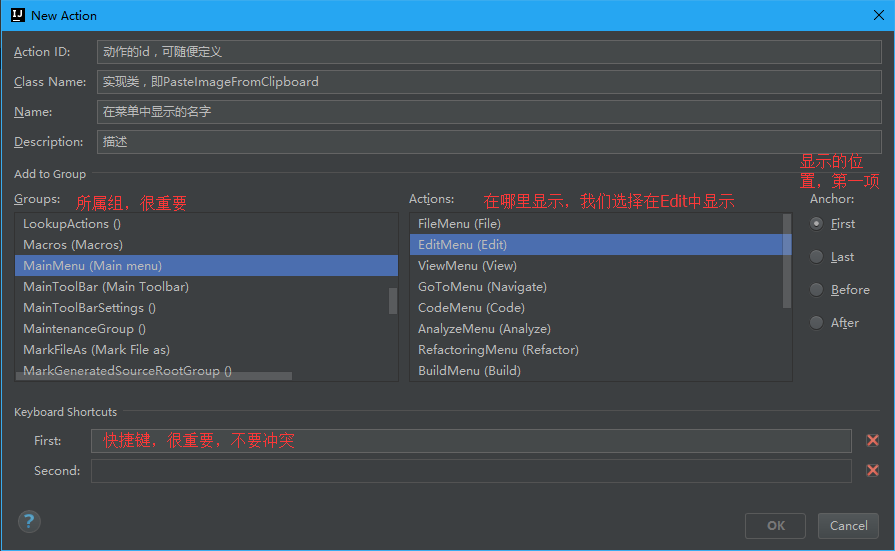 New Action
Action ID: 动作的id，可随便定义
Class Name: 实现类，即PasteImageFromClipboard
Name: 在菜单中显示的名字
Description: 描述
Add to Group
显示的位
置，第一项
Groups: 所属组，很重要
Actions: 在哪里显示，我们选择在Edit中显示
Anchor:
LookupActions ()
Macros (Macros)
MainMenu (Main menu)
MainToolBar (Main Toolbar)
MainToolBarSettings ()
MaintenanceGroup ()
MarkFileAs (Mark File as)
MarkGeneratedSourceRootGroup ()
FileMenu (File)
EditMenu (Edit)
ViewMenu (View)
GoToMenu (Navigate)
CodeMenu (Code)
AnalyzeMenu (Analyze)
RefactoringMenu (Refactor)
BuildMenu (Build)
First
Last
Before
After
Keyboard Shortcuts
First: 快捷键，很重要，不要冲突
Second:
?
OK
Cancel